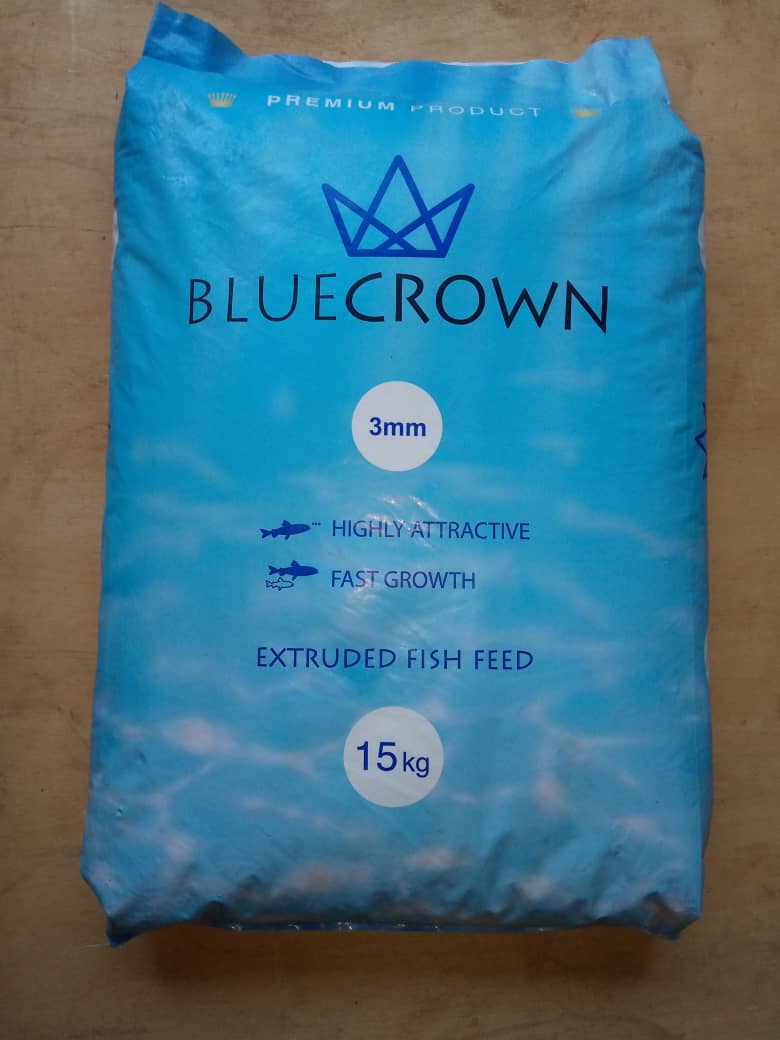 PREMIUM PRODUCT
BLUECROWN
3mm
HIGHLY ATTRACTIVE
FAST GROWTH
EXTRUDED FISH FEED
15kg